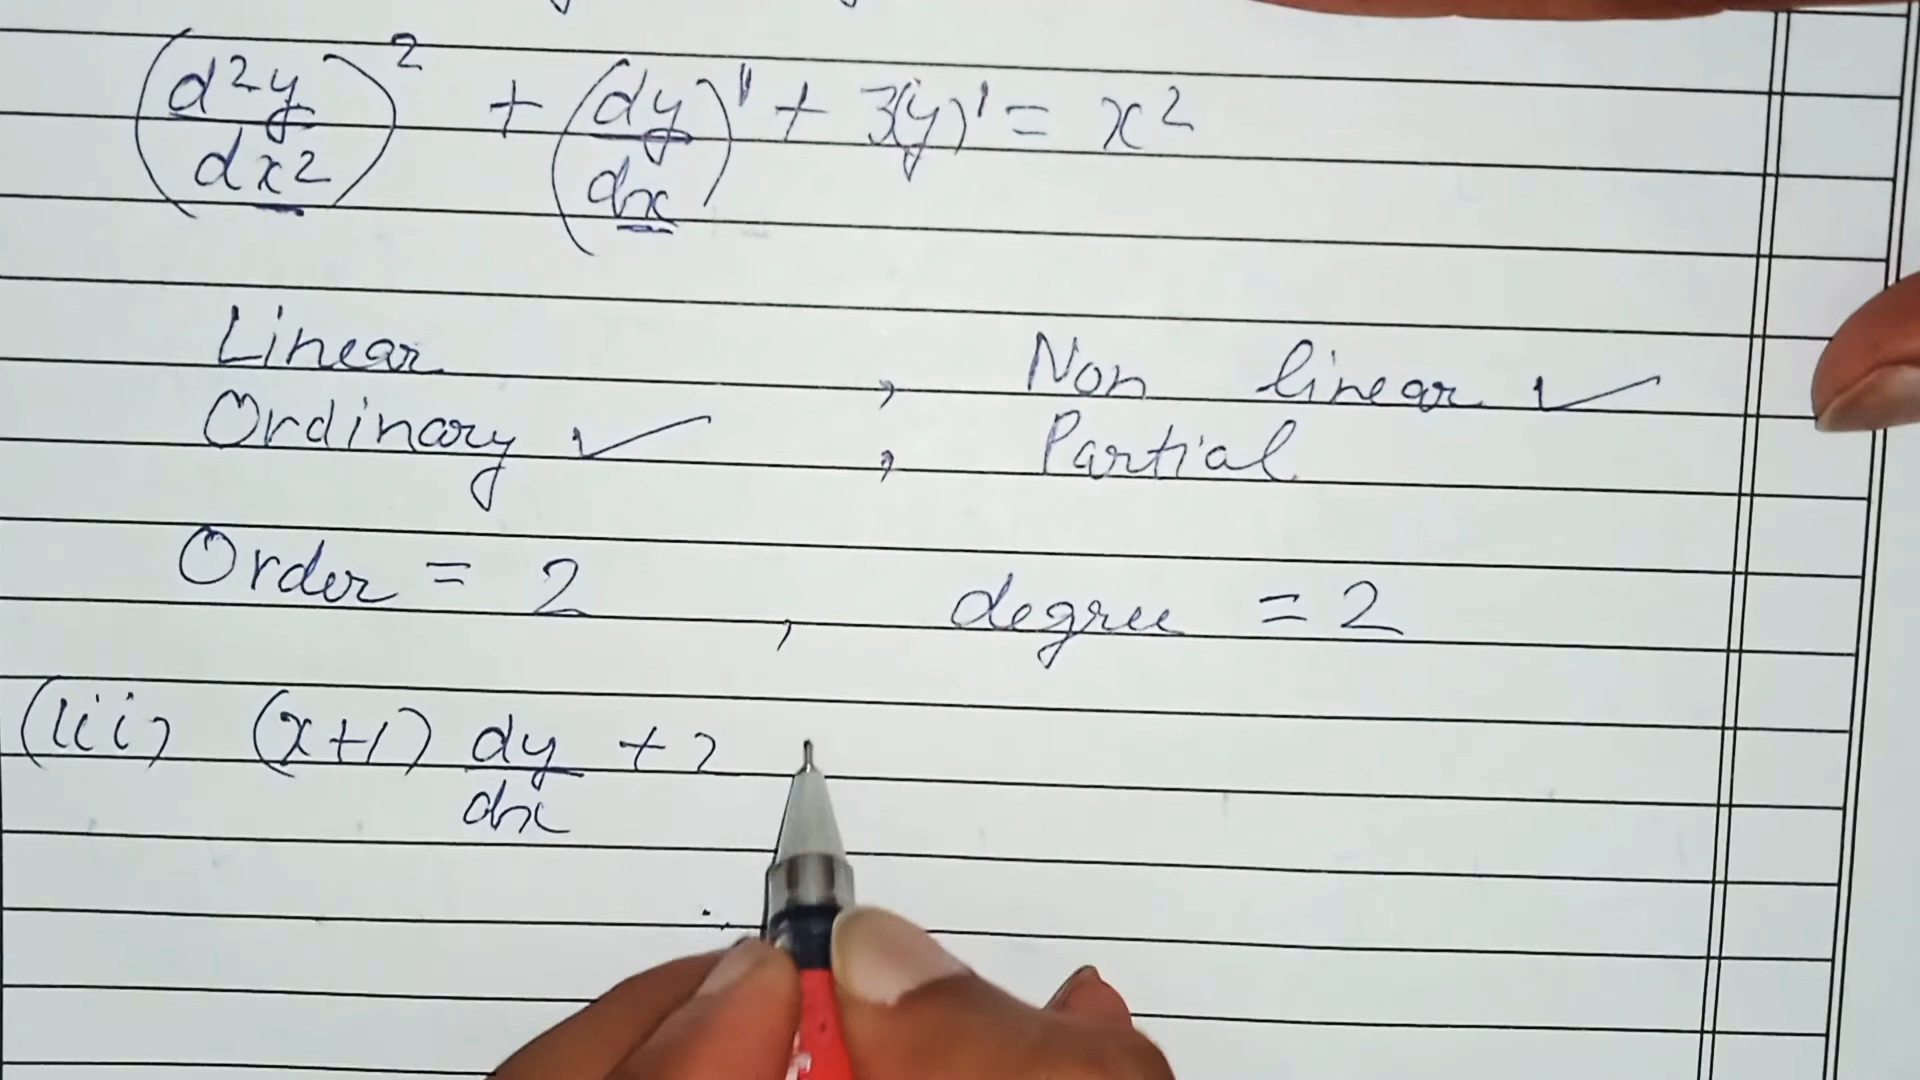 (d²y/dx²)² + (dy/dx)¹ + 3(y)¹ = x²
Linear , Non linear ✓
Ordinary ✓ , Partial
Order = 2 , degree = 2
(iii) (x+1) dy/dx + 2